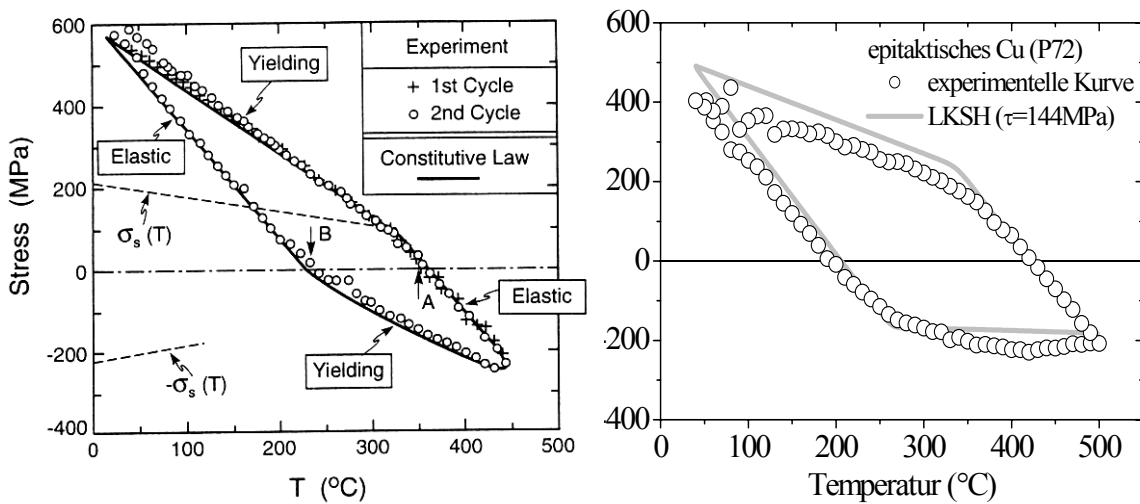 600
400
200
0
-200
-400
0
100
200
300
400
500
Stress (MPa)
T (°C)
Experiment
+ 1st Cycle
o 2nd Cycle
Constitutive Law
Yielding
Elastic
σs (T)
B
A
Elastic
Yielding
-σs (T)
600
400
200
0
200
400
0
100
200
300
400
500
Temperatur (°C)
epitaktisches Cu (P72)
experimentelle Kurve
LKSH (τ=144MPa)